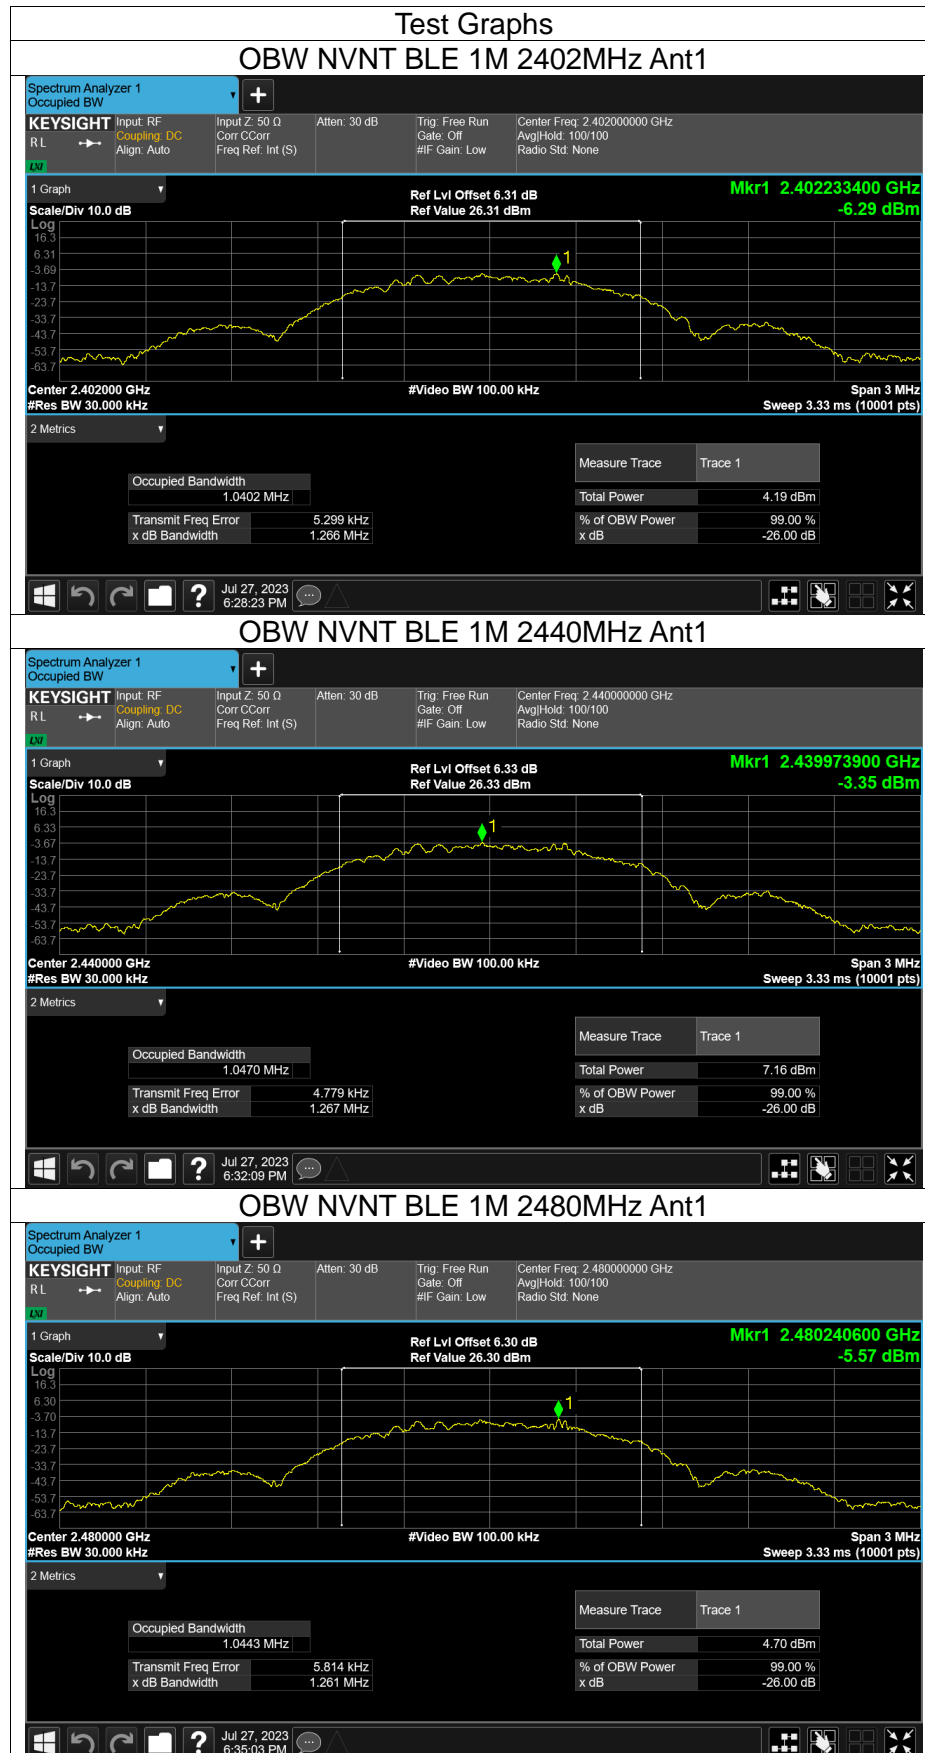 Test Graphs
OBW NVNT BLE 1M 2402MHz Ant1
Spectrum Analyzer 1
Occupied BW
KEYSIGHT Input: RF Input Z: 50 Ω Atten: 30 dB Trig: Free Run Center Freq: 2.402000000 GHz
RL Coupling: DC Corr CCorr Gate: Off Avg|Hold: 100/100
Align: Auto Freq Ref: Int (S) #IF Gain: Low Radio Std: None
LXI
1 Graph Ref Lvl Offset 6.31 dB Mkr1 2.402233400 GHz
Scale/Div 10.0 dB Ref Value 26.31 dBm -6.29 dBm
Log
16.3
6.31
1
-3.69
-13.7
-23.7
-33.7
-43.7
-53.7
-63.7
Center 2.402000 GHz #Video BW 100.00 kHz Span 3 MHz
#Res BW 30.000 kHz Sweep 3.33 ms (10001 pts)
2 Metrics
Measure Trace Trace 1
Occupied Bandwidth
1.0402 MHz Total Power 4.19 dBm
Transmit Freq Error 5.299 kHz % of OBW Power 99.00 %
x dB Bandwidth 1.266 MHz x dB -26.00 dB
Jul 27, 2023
6:28:23 PM
OBW NVNT BLE 1M 2440MHz Ant1
Spectrum Analyzer 1
Occupied BW
KEYSIGHT Input: RF Input Z: 50 Ω Atten: 30 dB Trig: Free Run Center Freq: 2.440000000 GHz
RL Coupling: DC Corr CCorr Gate: Off Avg|Hold: 100/100
Align: Auto Freq Ref: Int (S) #IF Gain: Low Radio Std: None
LXI
1 Graph Ref Lvl Offset 6.33 dB Mkr1 2.439973900 GHz
Scale/Div 10.0 dB Ref Value 26.33 dBm -3.35 dBm
Log
16.3
6.33
1
-3.67
-13.7
-23.7
-33.7
-43.7
-53.7
-63.7
Center 2.440000 GHz #Video BW 100.00 kHz Span 3 MHz
#Res BW 30.000 kHz Sweep 3.33 ms (10001 pts)
2 Metrics
Measure Trace Trace 1
Occupied Bandwidth
1.0470 MHz Total Power 7.16 dBm
Transmit Freq Error 4.779 kHz % of OBW Power 99.00 %
x dB Bandwidth 1.267 MHz x dB -26.00 dB
Jul 27, 2023
6:32:09 PM
OBW NVNT BLE 1M 2480MHz Ant1
Spectrum Analyzer 1
Occupied BW
KEYSIGHT Input: RF Input Z: 50 Ω Atten: 30 dB Trig: Free Run Center Freq: 2.480000000 GHz
RL Coupling: DC Corr CCorr Gate: Off Avg|Hold: 100/100
Align: Auto Freq Ref: Int (S) #IF Gain: Low Radio Std: None
LXI
1 Graph Ref Lvl Offset 6.30 dB Mkr1 2.480240600 GHz
Scale/Div 10.0 dB Ref Value 26.30 dBm -5.57 dBm
Log
16.3
6.30
1
-3.70
-13.7
-23.7
-33.7
-43.7
-53.7
-63.7
Center 2.480000 GHz #Video BW 100.00 kHz Span 3 MHz
#Res BW 30.000 kHz Sweep 3.33 ms (10001 pts)
2 Metrics
Measure Trace Trace 1
Occupied Bandwidth
1.0443 MHz Total Power 4.70 dBm
Transmit Freq Error 5.814 kHz % of OBW Power 99.00 %
x dB Bandwidth 1.261 MHz x dB -26.00 dB
Jul 27, 2023
6:35:03 PM